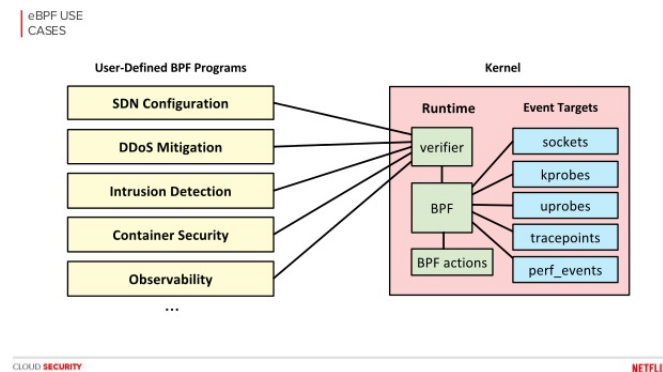 eBPF USE
CASES
User-Defined BPF Programs
SDN Configuration
DDoS Mitigation
Intrusion Detection
Container Security
Observability
...
Kernel
Runtime
verifier
BPF
BPF actions
Event Targets
sockets
kprobes
uprobes
tracepoints
perf_events
CLOUD SECURITY
NETFLI